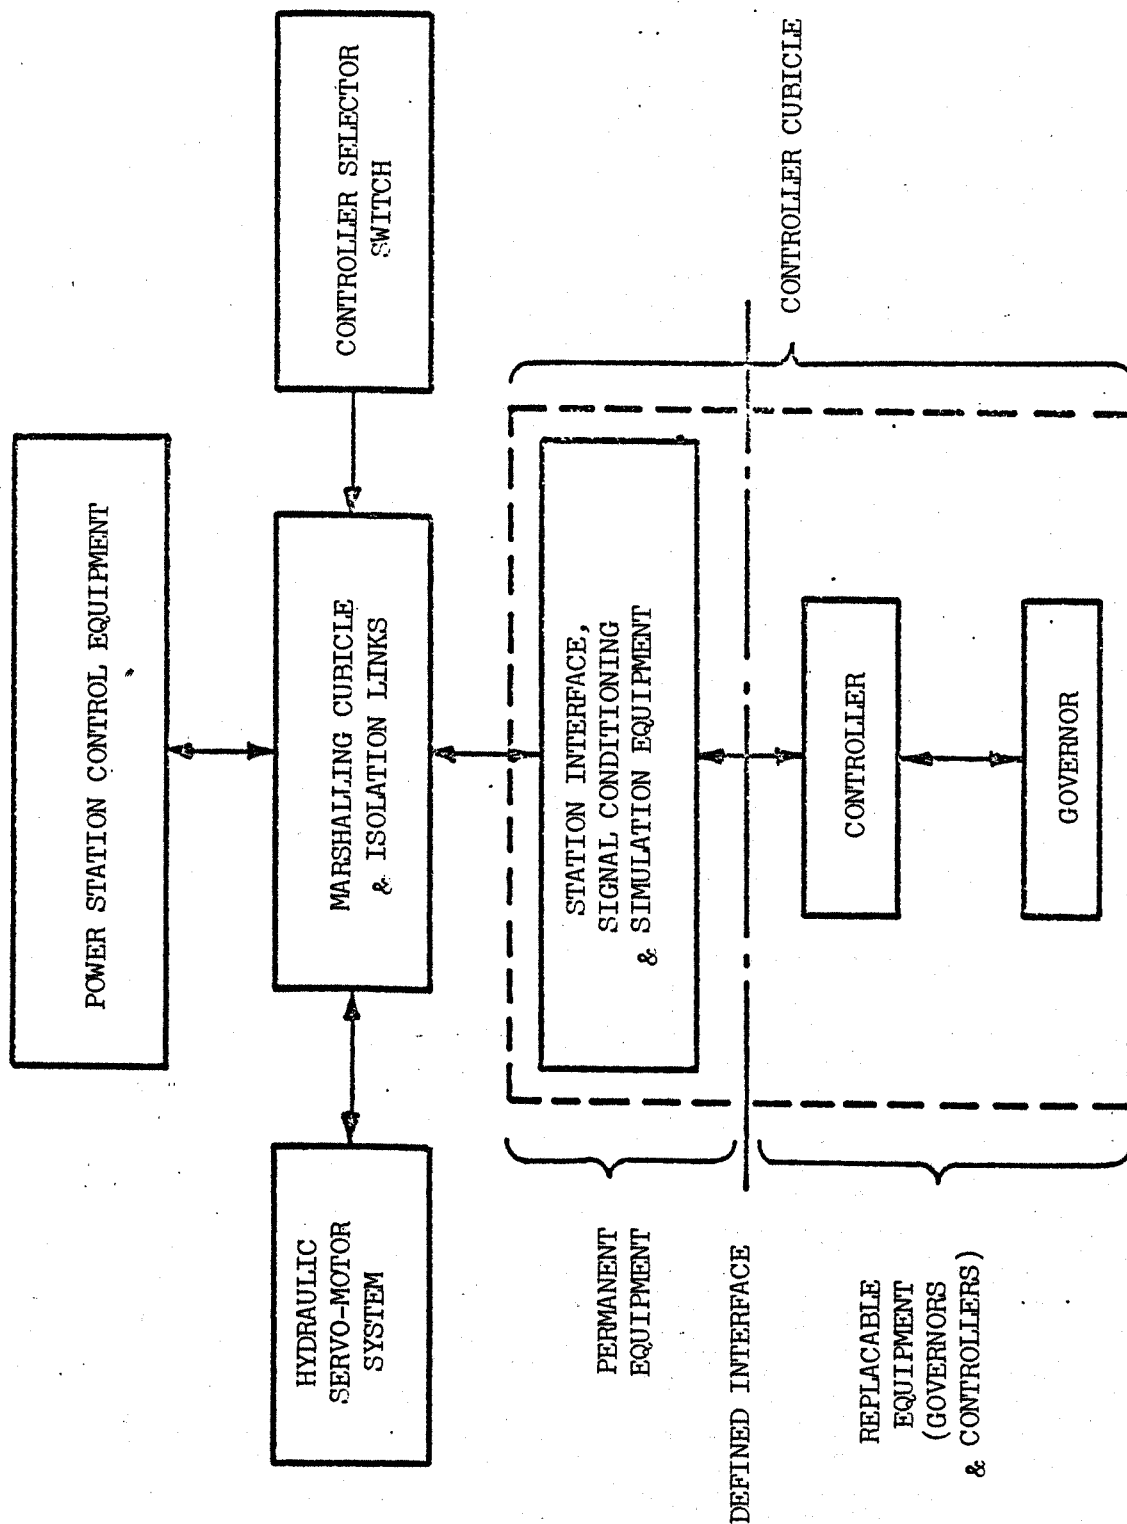 POWER STATION CONTROL EQUIPMENT
HYDRAULIC
SERVO-MOTOR
SYSTEM
MARSHALLING CUBICLE
& ISOLATION LINKS
CONTROLLER SELECTOR
SWITCH
PERMANENT
EQUIPMENT
STATION INTERFACE,
SIGNAL CONDITIONING
& SIMULATION EQUIPMENT
DEFINED INTERFACE
CONTROLLER CUBICLE
REPLACABLE
EQUIPMENT
(GOVERNORS
& CONTROLLERS)
CONTROLLER
GOVERNOR